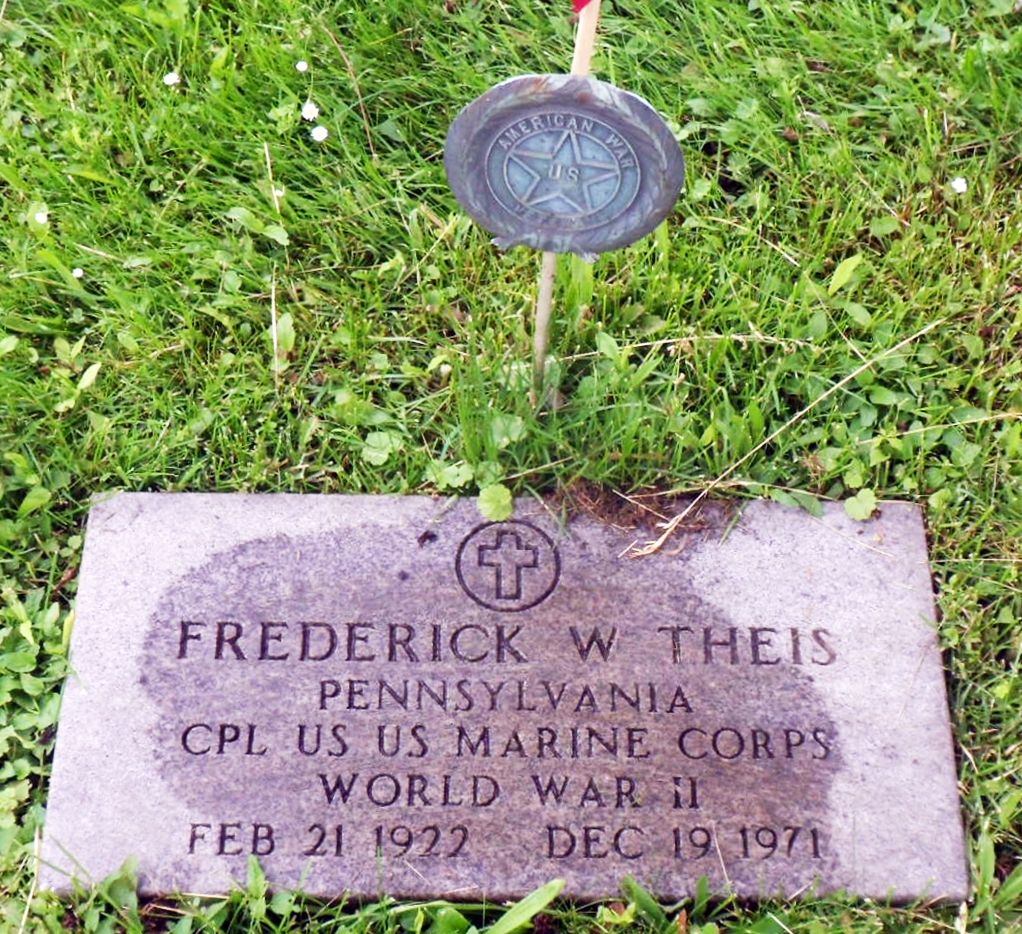 AMERICAN WAR
US
FREDERICK W THEIS
PENNSYLVANIA
CPL US US MARINE CORPS
WORLD WAR II
FEB 21 1922 DEC 19 1971